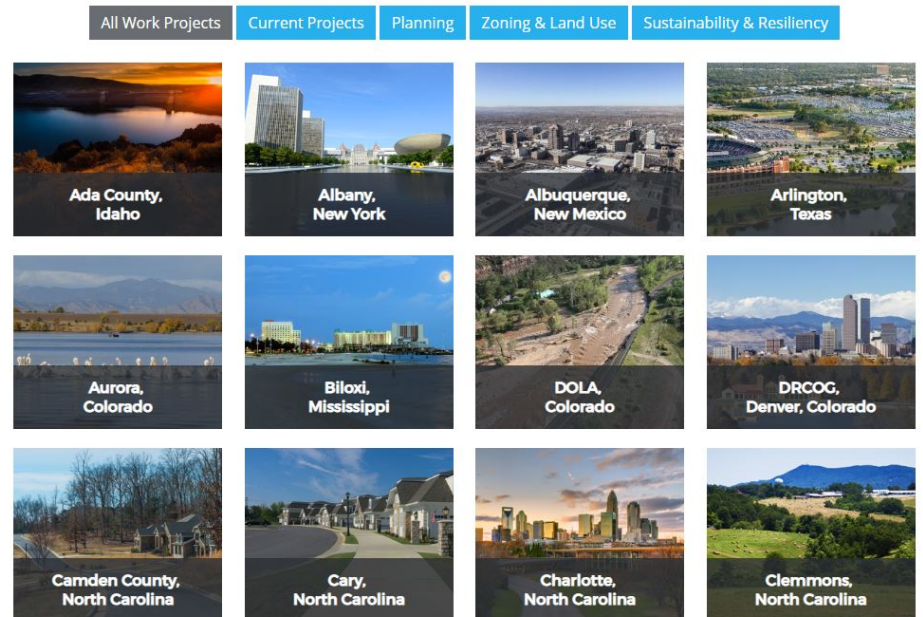 All Work Projects
Current Projects
Planning
Zoning & Land Use
Sustainability & Resiliency
Ada County,
Idaho
Albany,
New York
Albuquerque,
New Mexico
Arlington,
Texas
Aurora,
Colorado
Biloxi,
Mississippi
DOLA,
Colorado
DRCOG,
Denver, Colorado
Camden County,
North Carolina
Cary,
North Carolina
Charlotte,
North Carolina
Clemmons,
North Carolina